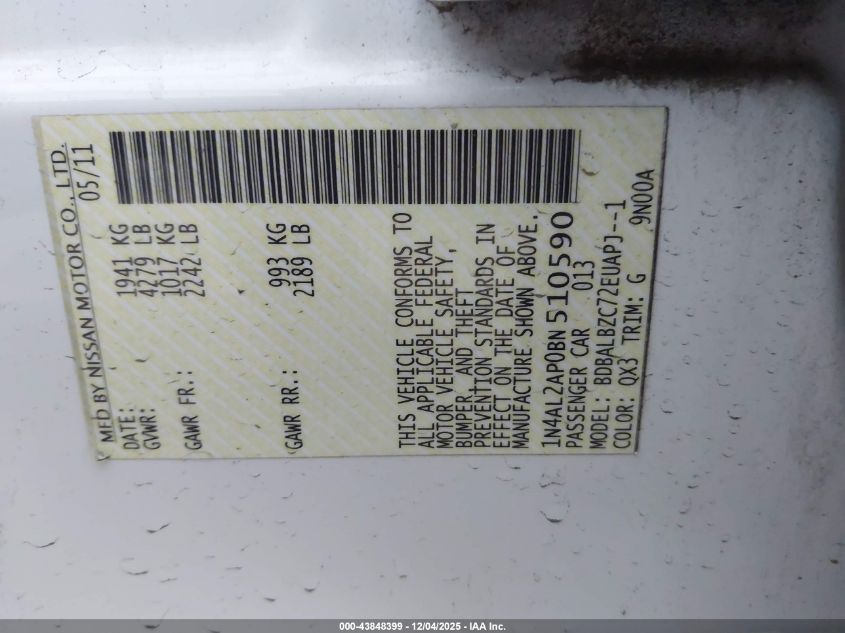 MFD BY NISSAN MOTOR CO., LTD.
DATE: 05/11
GVWR: 1941 KG
4279 LB
GAWR FR.: 1017 KG
2242 LB
GAWR RR.: 993 KG
2189 LB
THIS VEHICLE CONFORMS TO
ALL APPLICABLE FEDERAL
MOTOR VEHICLE SAFETY,
BUMPER, AND THEFT
PREVENTION STANDARDS IN
EFFECT ON THE DATE OF
MANUFACTURE SHOWN ABOVE.
1N4AL2AP0BN510590
PASSENGER CAR 013
MODEL: BDBALBZC72EUAPJ--1
COLOR: QX3 TRIM: G 9N00A
000-43848399 - 12/04/2025 - IAA Inc.